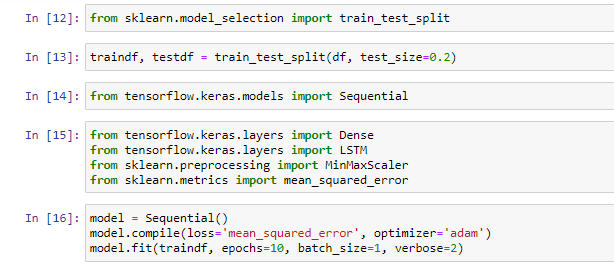 In [12]: from sklearn.model_selection import train_test_split
In [13]: traindf, testdf = train_test_split(df, test_size=0.2)
In [14]: from tensorflow.keras.models import Sequential
In [15]: from tensorflow.keras.layers import Dense
from tensorflow.keras.layers import LSTM
from sklearn.preprocessing import MinMaxScaler
from sklearn.metrics import mean_squared_error
In [16]: model = Sequential()
model.compile(loss='mean_squared_error', optimizer='adam')
model.fit(traindf, epochs=10, batch_size=1, verbose=2)